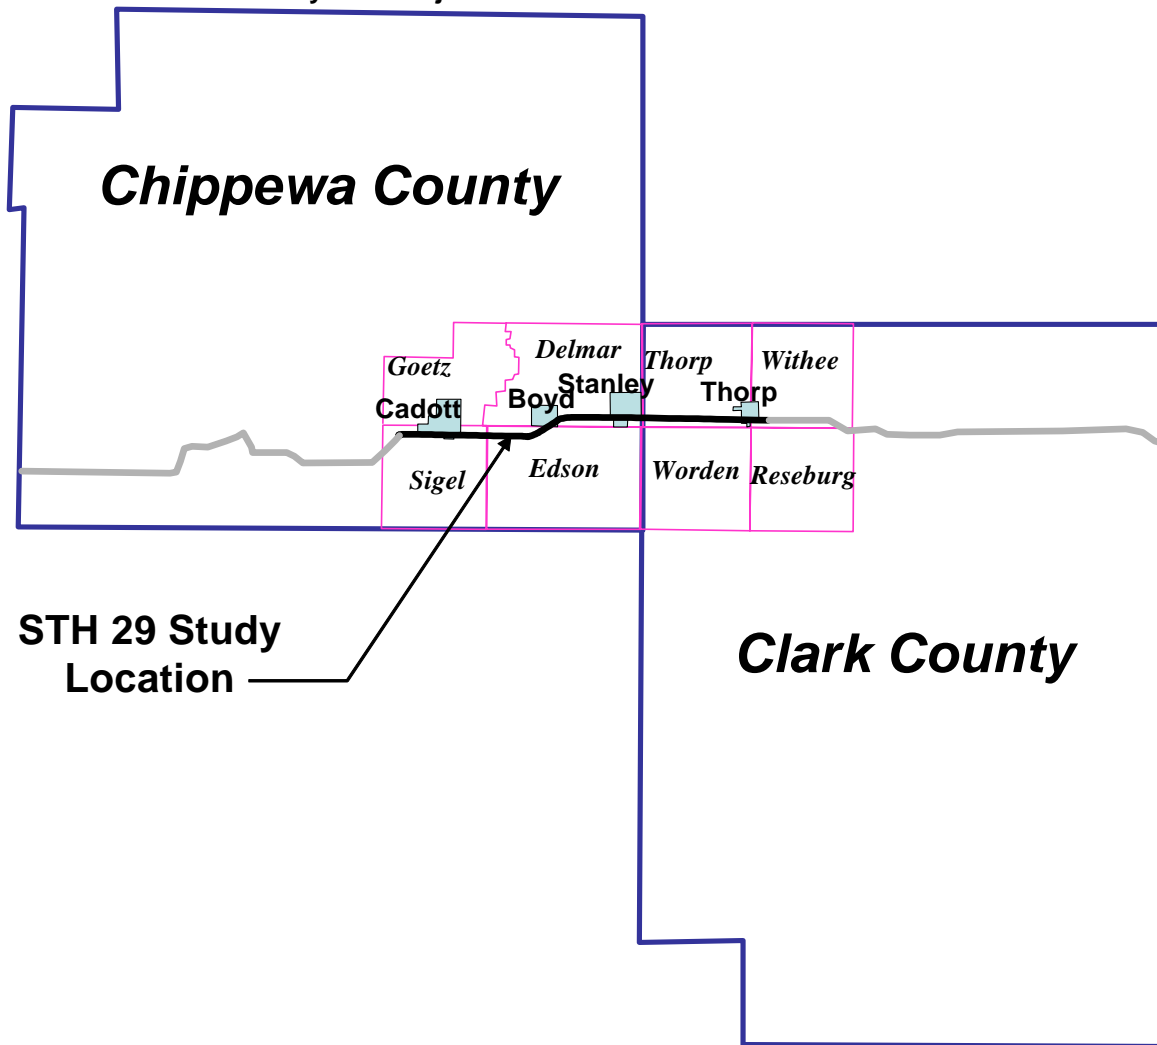 Chippewa County
Delmar
Thorp
Withee
Goetz
Stanley
Boyd
Thorp
Cadott
Sigel
Edson
Worden
Reseburg
STH 29 Study
Location
Clark County